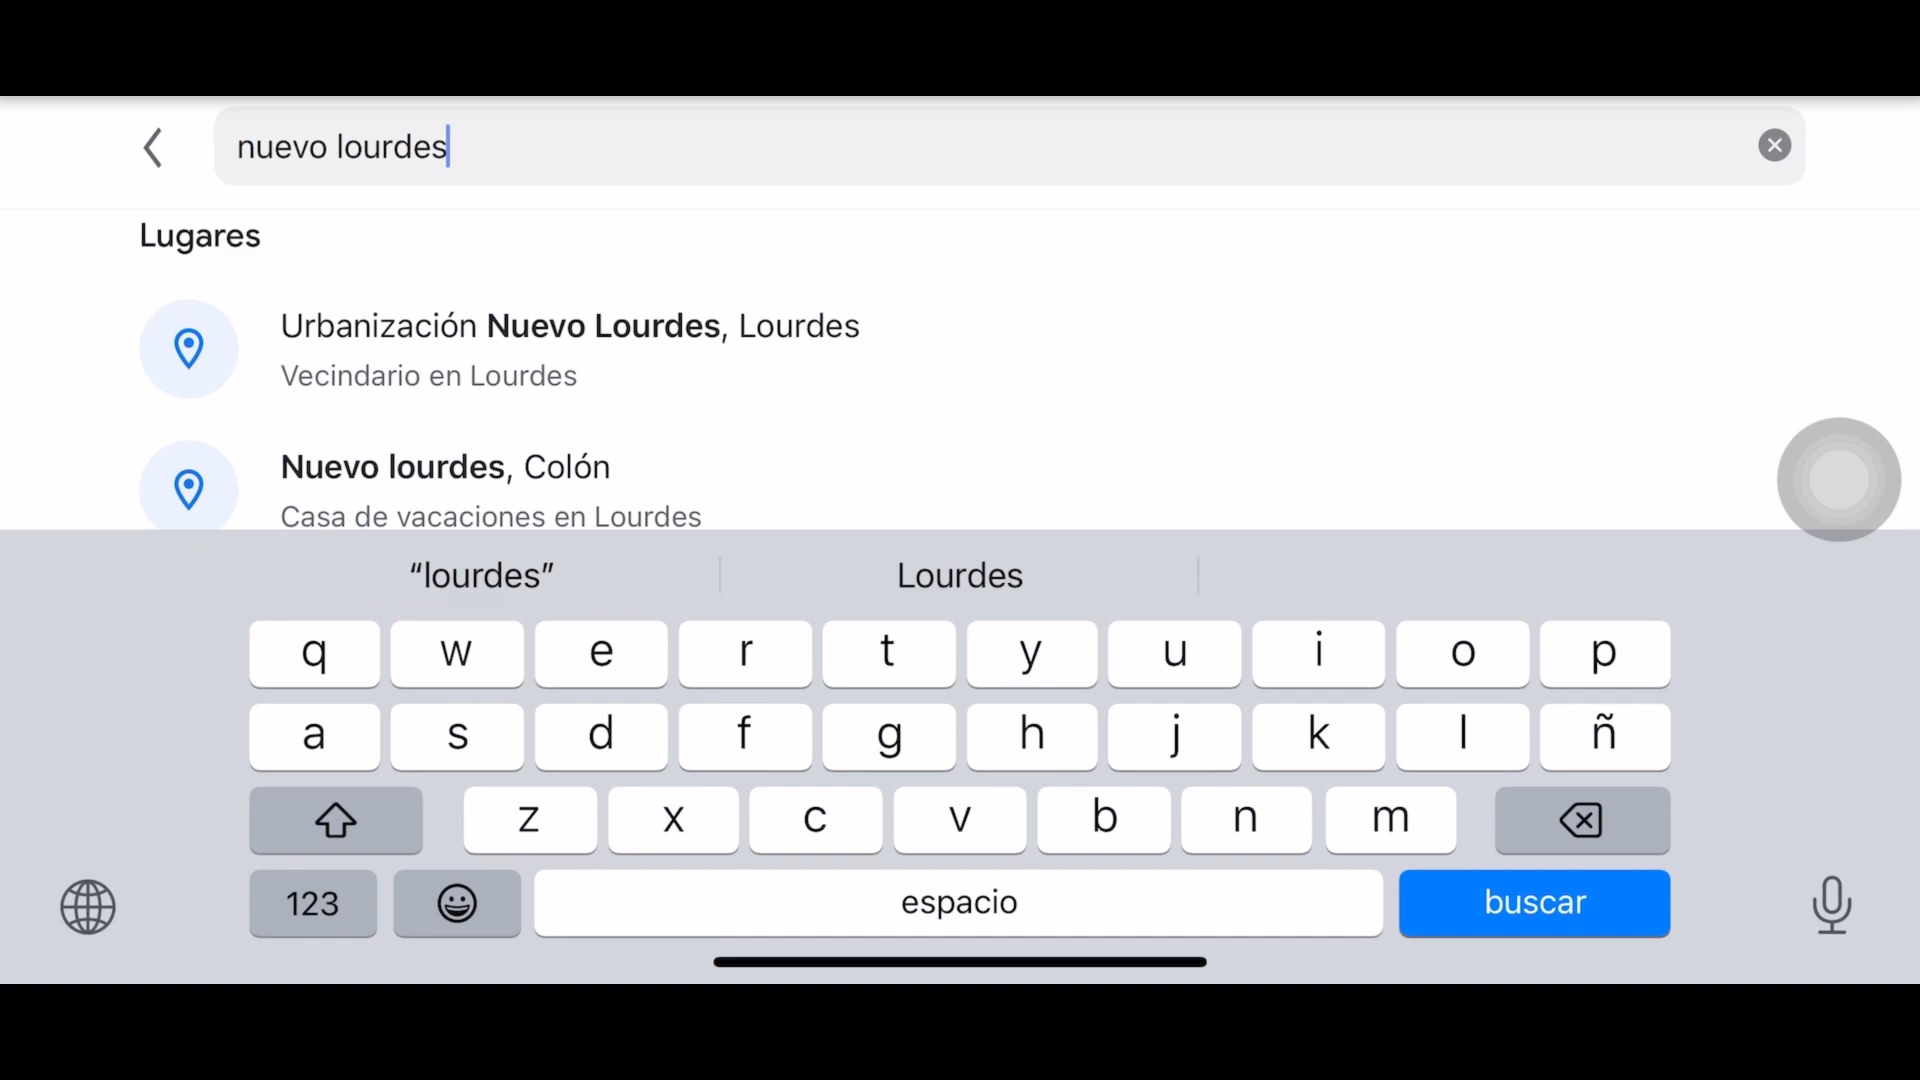 nuevo lourdes
Lugares
Urbanización Nuevo Lourdes, Lourdes
Vecindario en Lourdes
Nuevo lourdes, Colón
Casa de vacaciones en Lourdes
“lourdes” Lourdes
q w e r t y u i o p
a s d f g h j k l ñ
z x c v b n m
123 espacio buscar